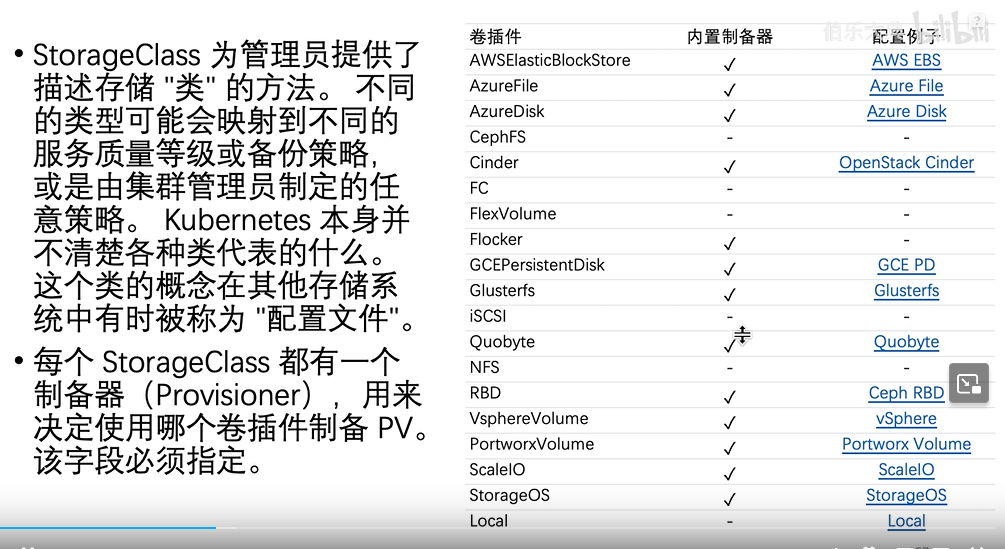 • StorageClass 为管理员提供了
描述存储 "类" 的方法。 不同
的类型可能会映射到不同的
服务质量等级或备份策略，
或是由集群管理员制定的任
意策略。 Kubernetes 本身并
不清楚各种类代表的什么。
这个类的概念在其他存储系
统中有时被称为 "配置文件"。
• 每个 StorageClass 都有一个
制备器（Provisioner），用来
决定使用哪个卷插件制备 PV。
该字段必须指定。
卷插件 内置制备器 配置例子
AWSElasticBlockStore ✓ AWS EBS
AzureFile ✓ Azure File
AzureDisk ✓ Azure Disk
CephFS - -
Cinder ✓ OpenStack Cinder
FC - -
FlexVolume - -
Flocker ✓ -
GCEPersistentDisk ✓ GCE PD
Glusterfs ✓ Glusterfs
iSCSI - -
Quobyte ✓ Quobyte
NFS - -
RBD ✓ Ceph RBD
VsphereVolume ✓ vSphere
PortworxVolume ✓ Portworx Volume
ScaleIO ✓ ScaleIO
StorageOS ✓ StorageOS
Local - Local
bilibili